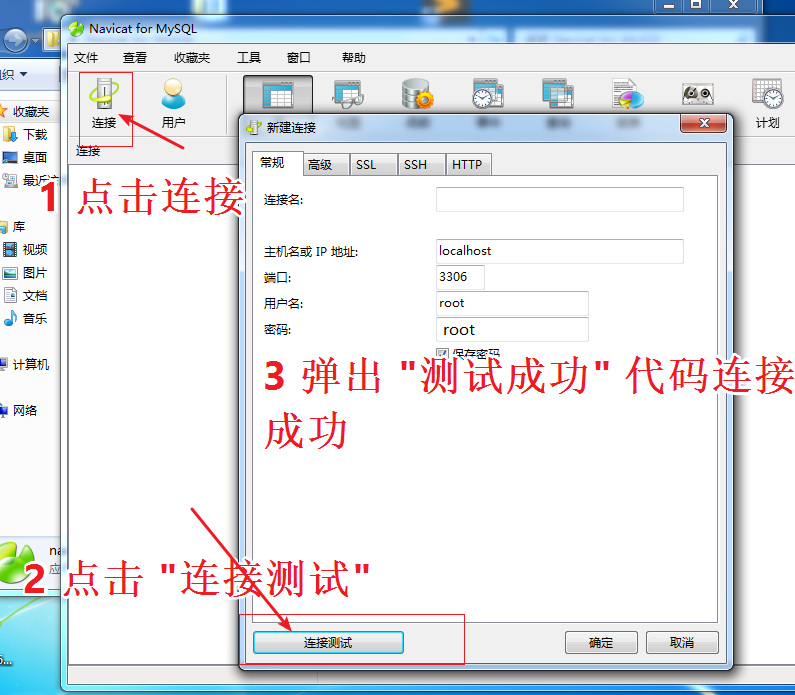 Navicat for MySQL
文件 查看 收藏夹 工具 窗口 帮助
织
连接 用户 计划
新建连接
收藏夹
下载
桌面
最近
连接
常规 高级 SSL SSH HTTP
1 点击连接
连接名:
库
视频
图片
文档
音乐
主机名或 IP 地址: localhost
端口: 3306
用户名: root
密码: root
保存密码
计算机
网络
3 弹出 "测试成功" 代码连接
成功
na
应
2 点击 "连接测试"
连接测试 确定 取消